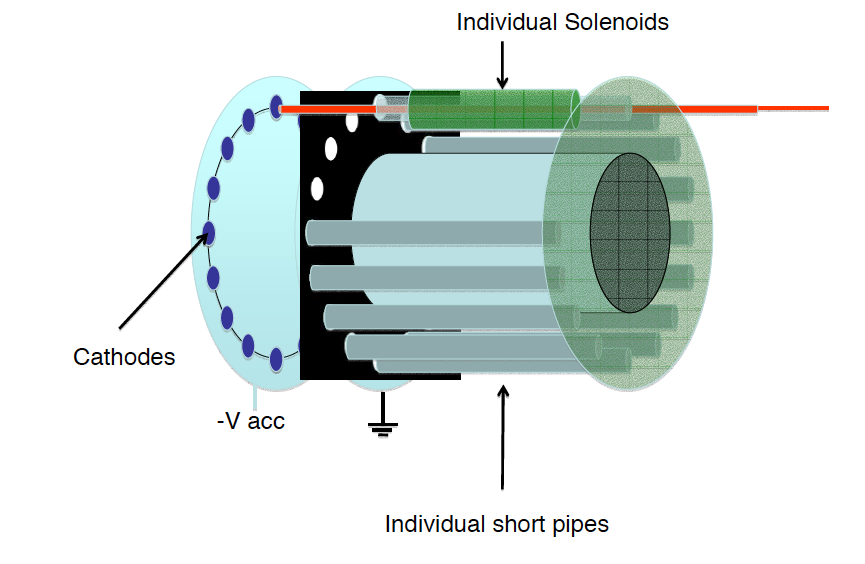 Individual Solenoids
Cathodes
-V acc
Individual short pipes